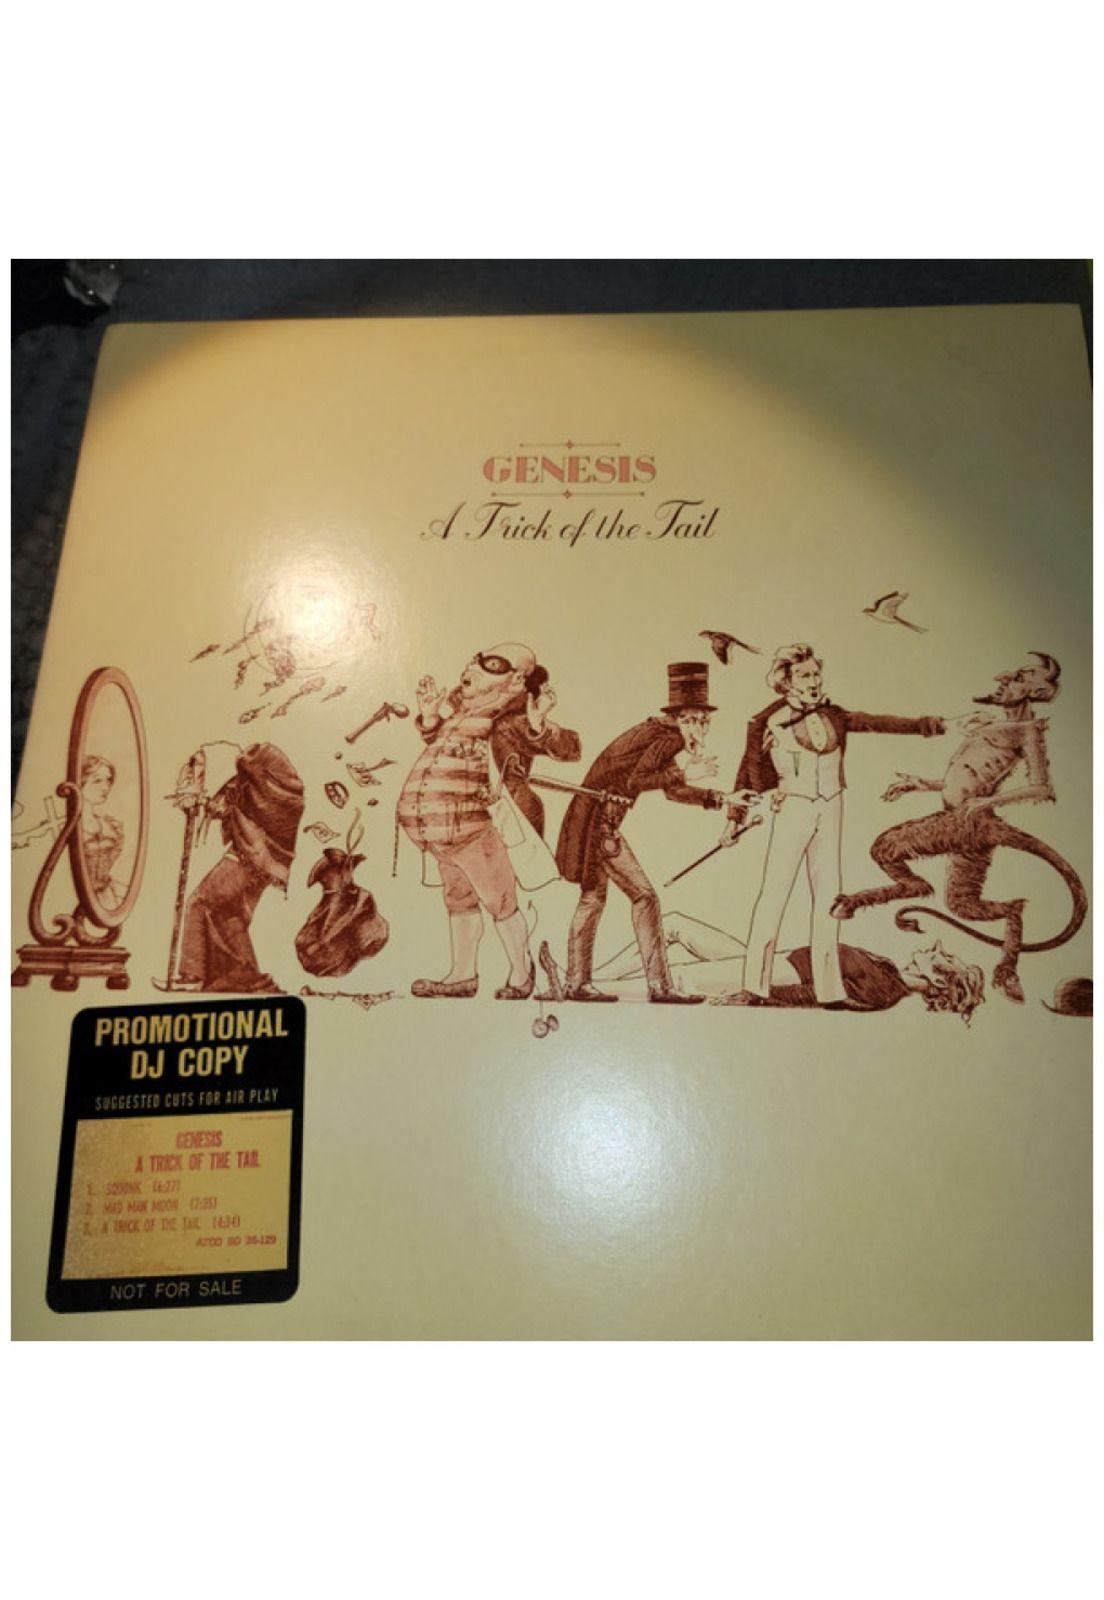 GENESIS
A Trick of the Tail
PROMOTIONAL
DJ COPY
SUGGESTED CUTS FOR AIR PLAY
GENESIS
A TRICK OF THE TAIL
1. SQUONK (6:27)
2. MAD MAN MOON (7:35)
3. A TRICK OF THE TAIL (4:34)
ATCO SD 36-129
NOT FOR SALE